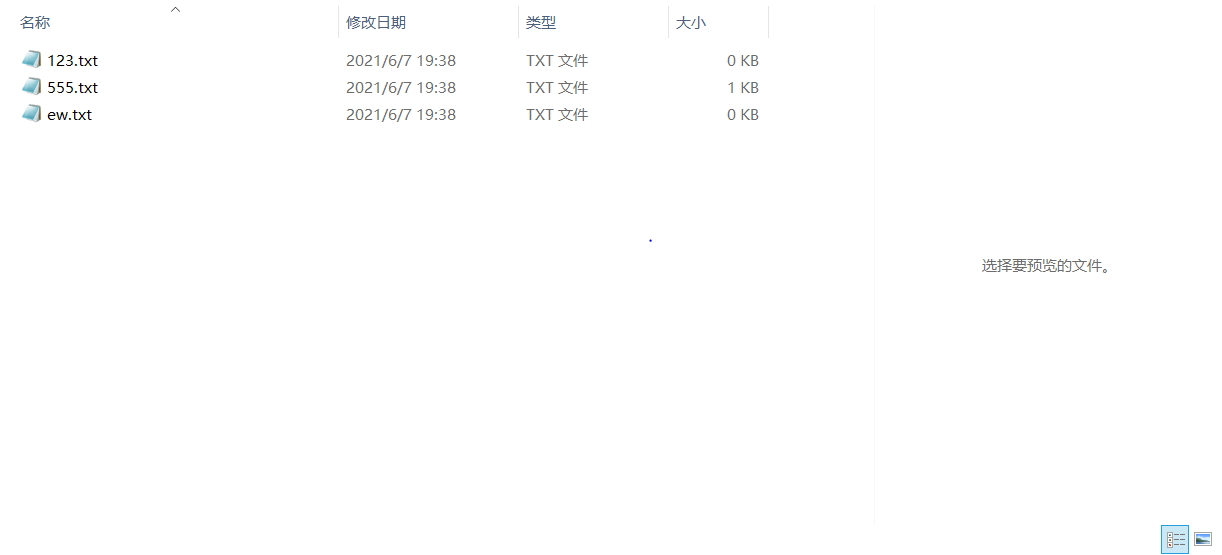 名称 修改日期 类型 大小
123.txt 2021/6/7 19:38 TXT 文件 0 KB
555.txt 2021/6/7 19:38 TXT 文件 1 KB
ew.txt 2021/6/7 19:38 TXT 文件 0 KB
选择要预览的文件。